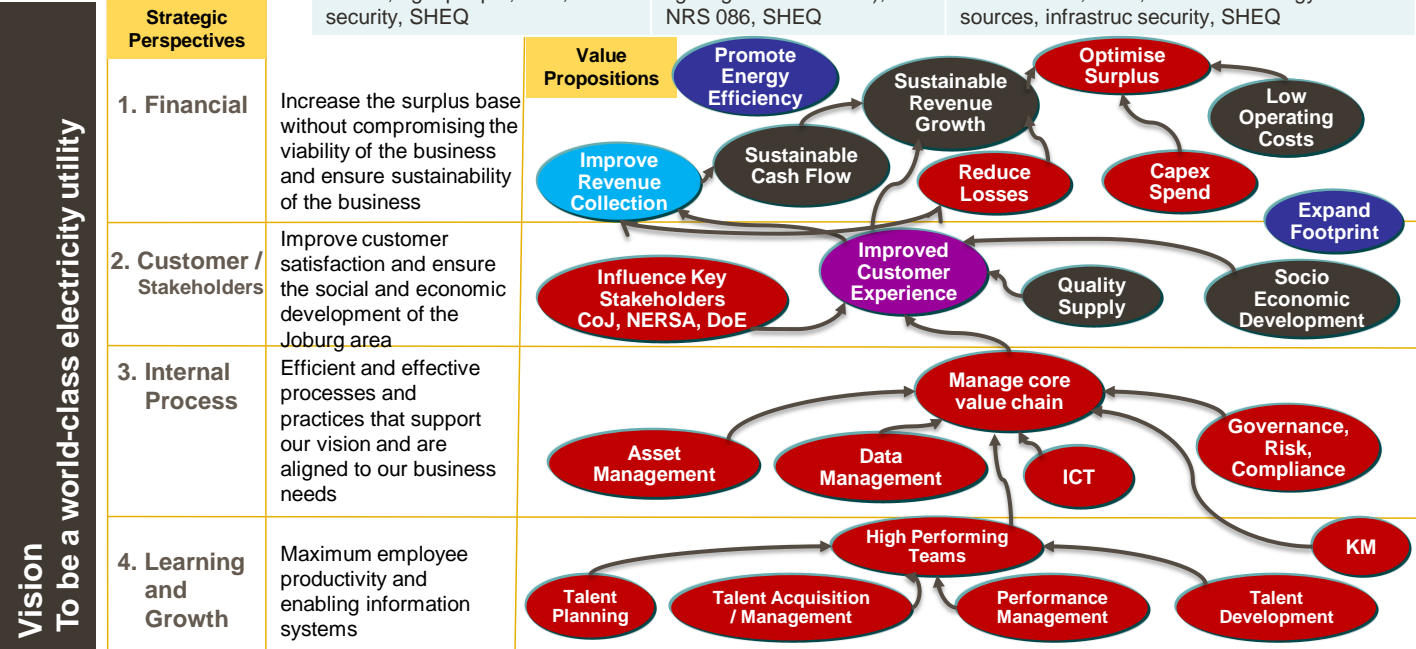 Vision
To be a world-class electricity utility
Strategic
Perspectives
security, SHEQ
NRS 086, SHEQ
sources, infrastruc security, SHEQ
Value
Propositions
1. Financial
Increase the surplus base
without compromising the
viability of the business
and ensure sustainability
of the business
Promote
Energy
Efficiency
Sustainable
Revenue
Growth
Optimise
Surplus
Low
Operating
Costs
Improve
Revenue
Collection
Sustainable
Cash Flow
Reduce
Losses
Capex
Spend
Expand
Footprint
2. Customer /
Stakeholders
Improve customer
satisfaction and ensure
the social and economic
development of the
Joburg area
Influence Key
Stakeholders
CoJ, NERSA, DoE
Improved
Customer
Experience
Quality
Supply
Socio
Economic
Development
3. Internal
Process
Efficient and effective
processes and
practices that support
our vision and are
aligned to our business
needs
Manage core
value chain
Asset
Management
Data
Management
ICT
Governance,
Risk,
Compliance
4. Learning
and
Growth
Maximum employee
productivity and
enabling information
systems
High Performing
Teams
KM
Talent
Planning
Talent Acquisition
/ Management
Performance
Management
Talent
Development